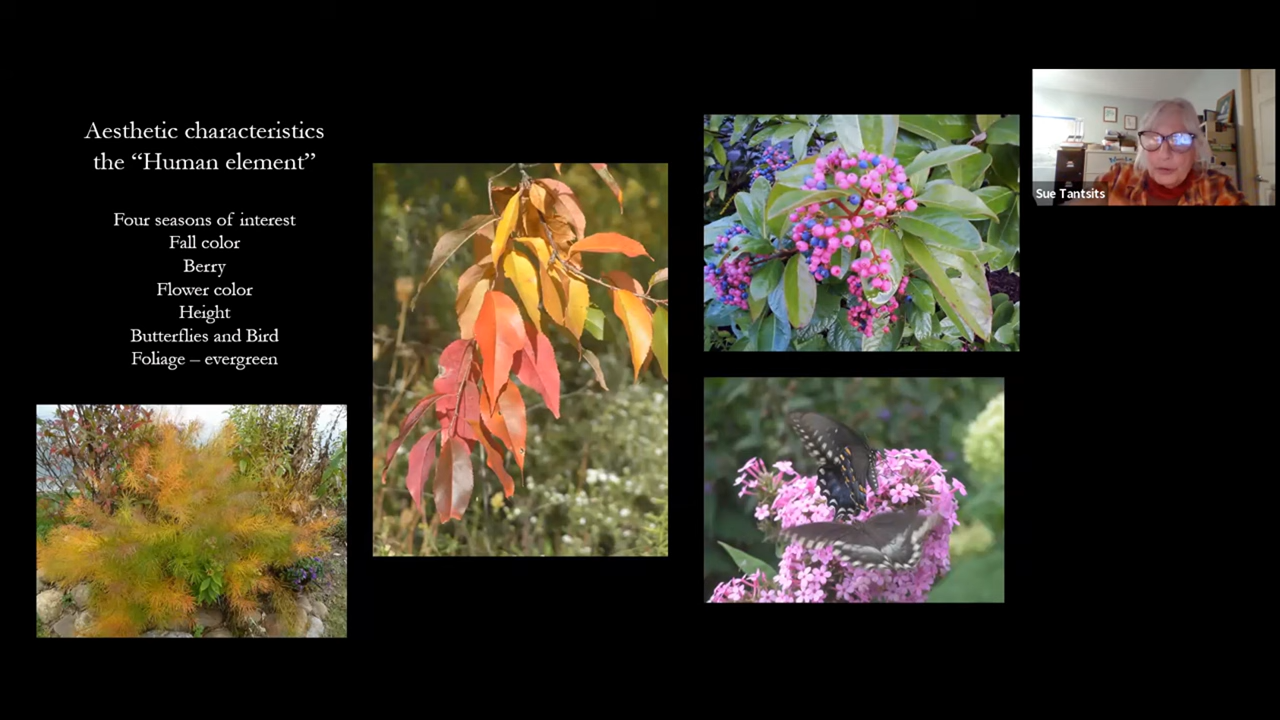 Aesthetic characteristics
the “Human element”
Four seasons of interest
Fall color
Berry
Flower color
Height
Butterflies and Bird
Foliage – evergreen
Sue Tantsits